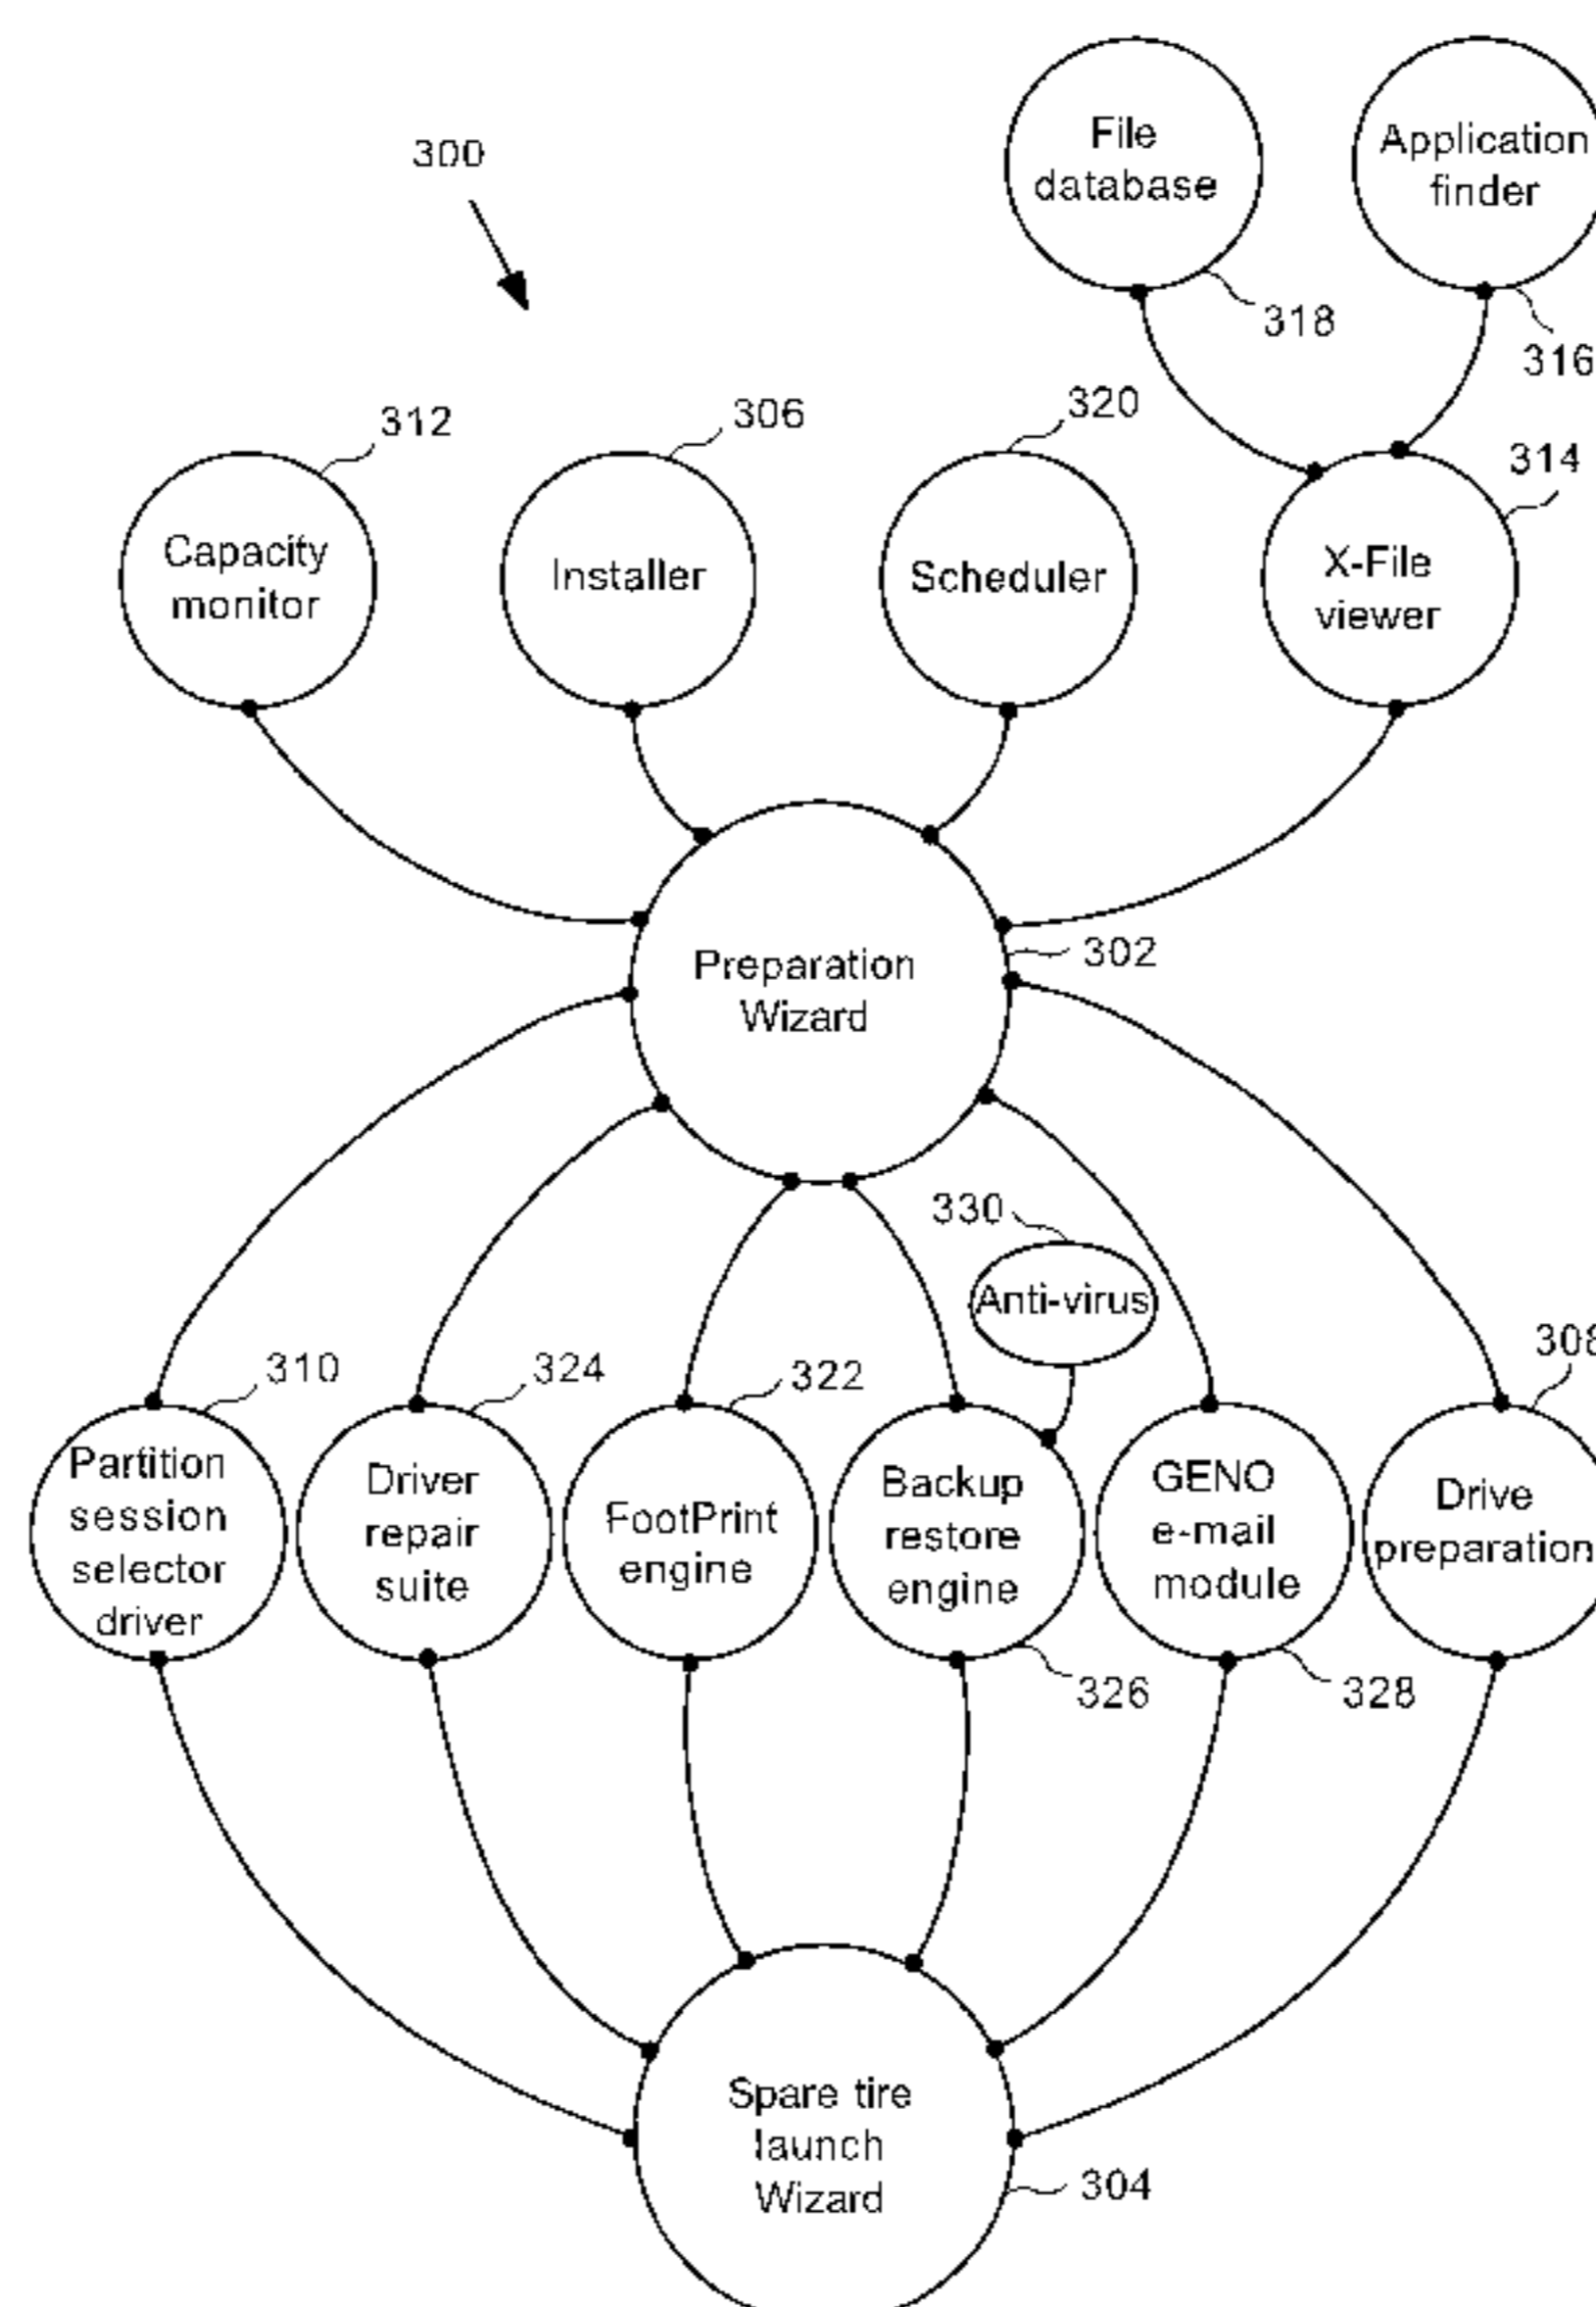 300
File
database
Application
finder
318
316
312
306
320
314
Capacity
monitor
Installer
Scheduler
X-File
viewer
302
Preparation
Wizard
330
Anti-virus
310
324
322
308
Partition
session
selector
driver
Driver
repair
suite
FootPrint
engine
Backup
restore
engine
GENO
e-mail
module
Drive
preparation
326
328
Spare tire
launch
Wizard
304